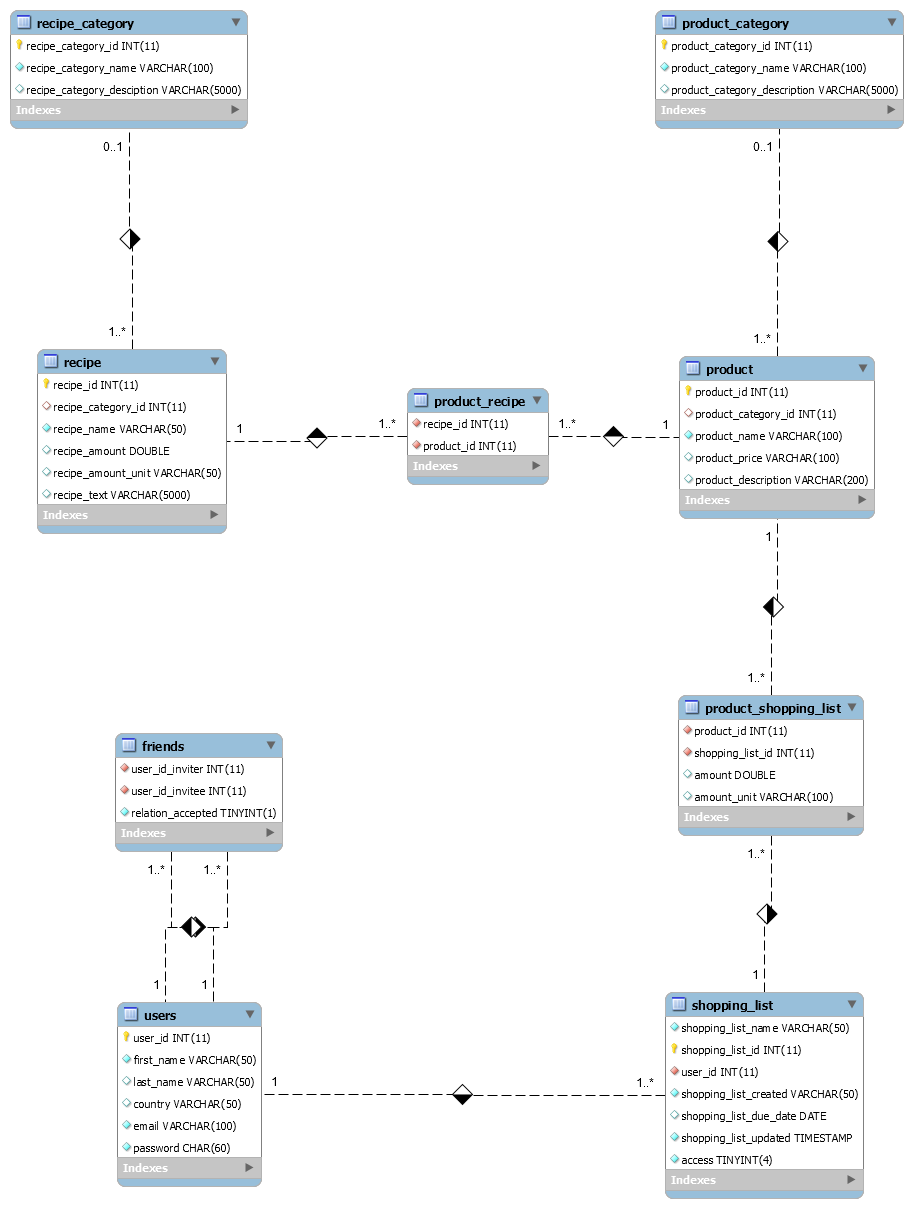 recipe_category
recipe_category_id INT(11)
recipe_category_name VARCHAR(100)
recipe_category_desciption VARCHAR(5000)
Indexes
product_category
product_category_id INT(11)
product_category_name VARCHAR(100)
product_category_description VARCHAR(5000)
Indexes
0..1
0..1
1..*
1..*
recipe
recipe_id INT(11)
recipe_category_id INT(11)
recipe_name VARCHAR(50)
recipe_amount DOUBLE
recipe_amount_unit VARCHAR(50)
recipe_text VARCHAR(5000)
Indexes
1
1..*
product_recipe
recipe_id INT(11)
product_id INT(11)
Indexes
1..*
1
product
product_id INT(11)
product_category_id INT(11)
product_name VARCHAR(100)
product_price VARCHAR(100)
product_description VARCHAR(200)
Indexes
1
1..*
product_shopping_list
product_id INT(11)
shopping_list_id INT(11)
amount DOUBLE
amount_unit VARCHAR(100)
Indexes
friends
user_id_inviter INT(11)
user_id_invitee INT(11)
relation_accepted TINYINT(1)
Indexes
1..*
1..*
1..*
1
1
1
users
user_id INT(11)
first_name VARCHAR(50)
last_name VARCHAR(50)
country VARCHAR(50)
email VARCHAR(100)
password CHAR(60)
Indexes
1
1..*
shopping_list
shopping_list_name VARCHAR(50)
shopping_list_id INT(11)
user_id INT(11)
shopping_list_created VARCHAR(50)
shopping_list_due_date DATE
shopping_list_updated TIMESTAMP
access TINYINT(4)
Indexes